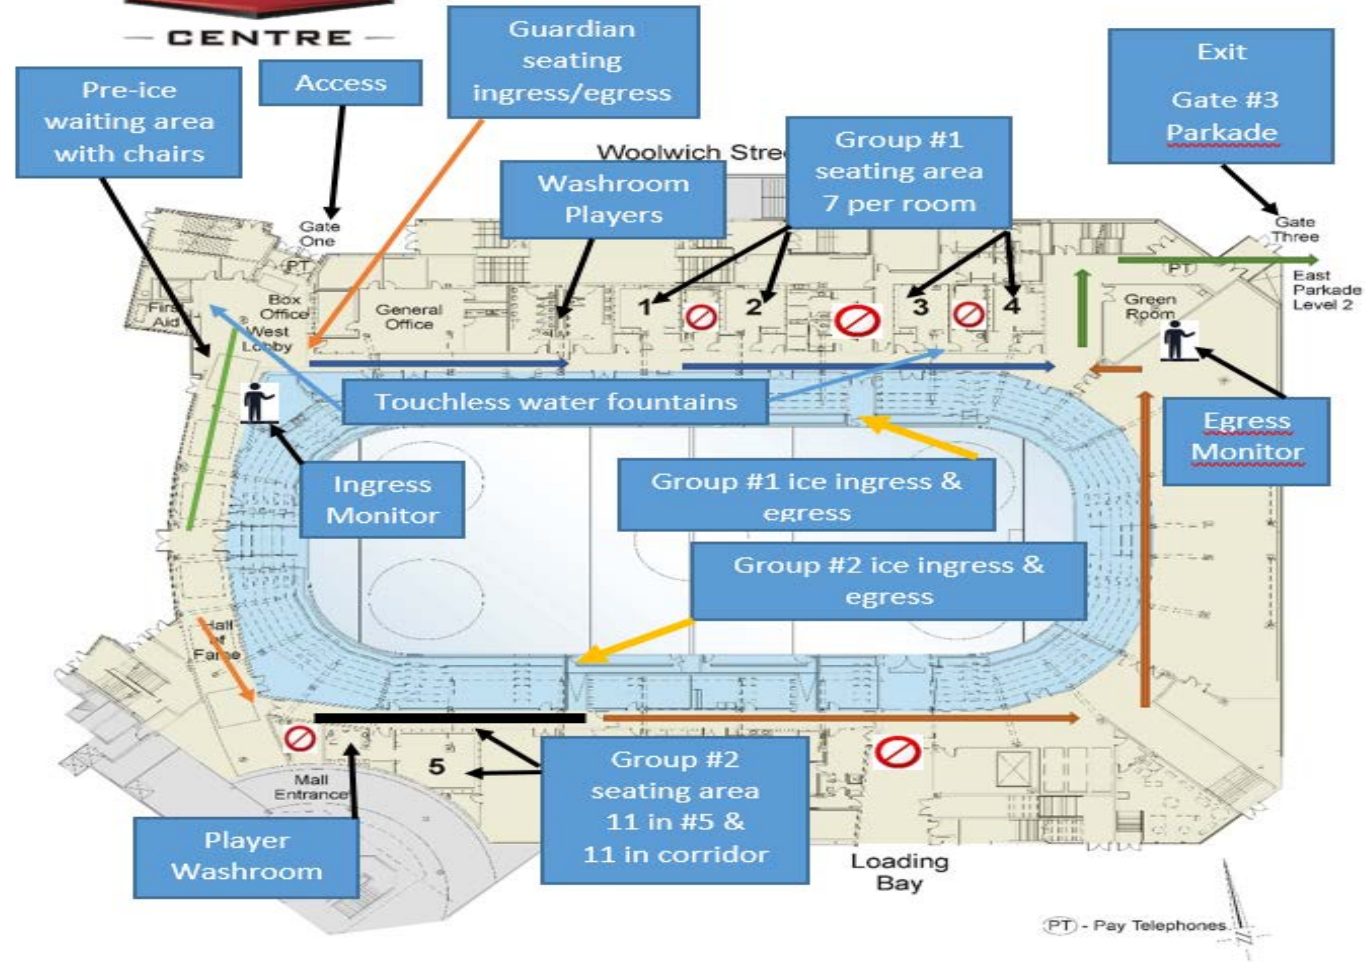 CENTRE
Guardian
seating
ingress/egress
Exit
Gate #3
Parkade
Access
Pre-ice
waiting area
with chairs
Woolwich Stree
Group #1
seating area
7 per room
Washroom
Players
Gate
One
PT
Gate
Three
PT
East
Parkade
Level 2
First
Aid
Box
Office
West
Lobby
General
Office
1
2
3
4
Green
Room
Touchless water fountains
Egress
Monitor
Ingress
Monitor
Group #1 ice ingress &
egress
Group #2 ice ingress &
egress
Hall
of
Fame
5
Mall
Entrance
Group #2
seating area
11 in #5 &
11 in corridor
Player
Washroom
Loading
Bay
PT - Pay Telephones